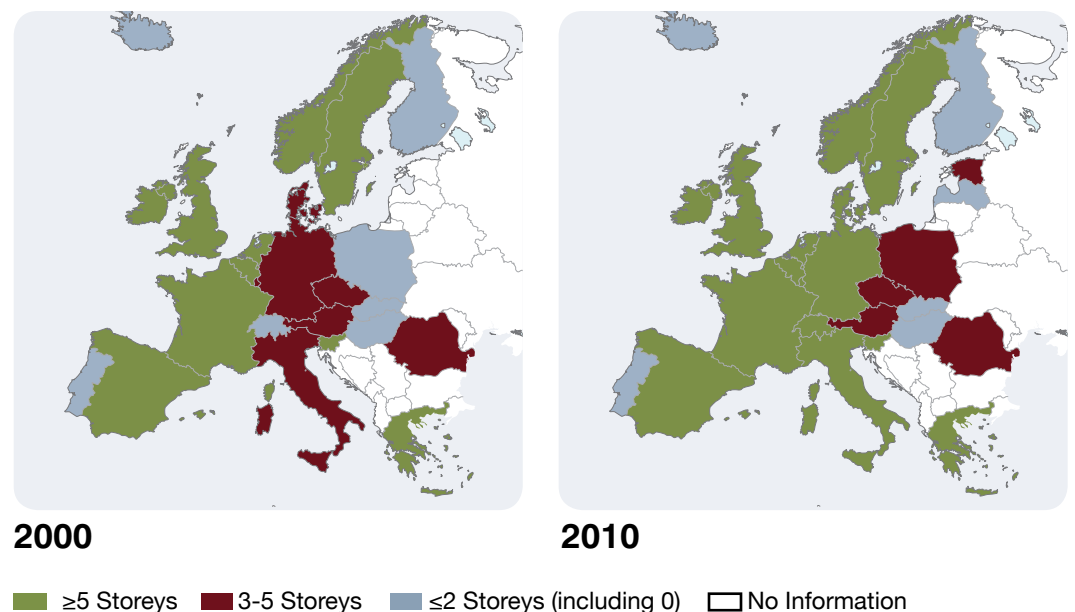 2000
2010
≥5 Storeys 3-5 Storeys ≤2 Storeys (including 0) No Information